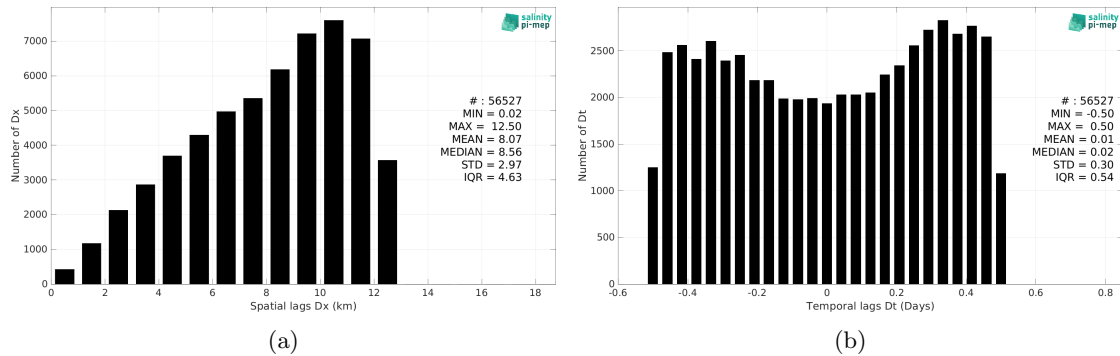 salinity
pi-mep
7000
6000
5000
4000
3000
2000
1000
0
Number of Dx
# : 56527
MIN = 0.02
MAX = 12.50
MEAN = 8.07
MEDIAN = 8.56
STD = 2.97
IQR = 4.63
0 2 4 6 8 10 12 14 16 18
Spatial lags Dx (km)
(a)
salinity
pi-mep
2500
2000
1500
1000
500
0
Number of Dt
# : 56527
MIN = -0.50
MAX = 0.50
MEAN = 0.01
MEDIAN = 0.02
STD = 0.30
IQR = 0.54
-0.6 -0.4 -0.2 0 0.2 0.4 0.6 0.8
Temporal lags Dt (Days)
(b)